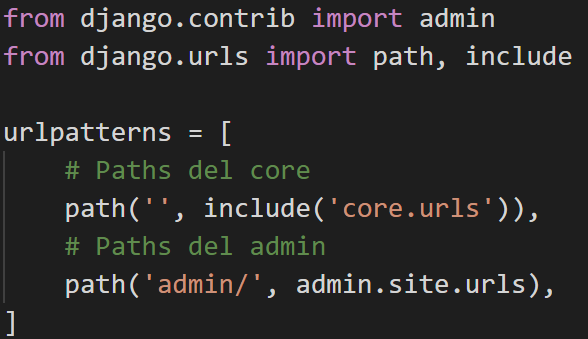 from django.contrib import admin
from django.urls import path, include

urlpatterns = [
    # Paths del core
    path('', include('core.urls')),
    # Paths del admin
    path('admin/', admin.site.urls),
]